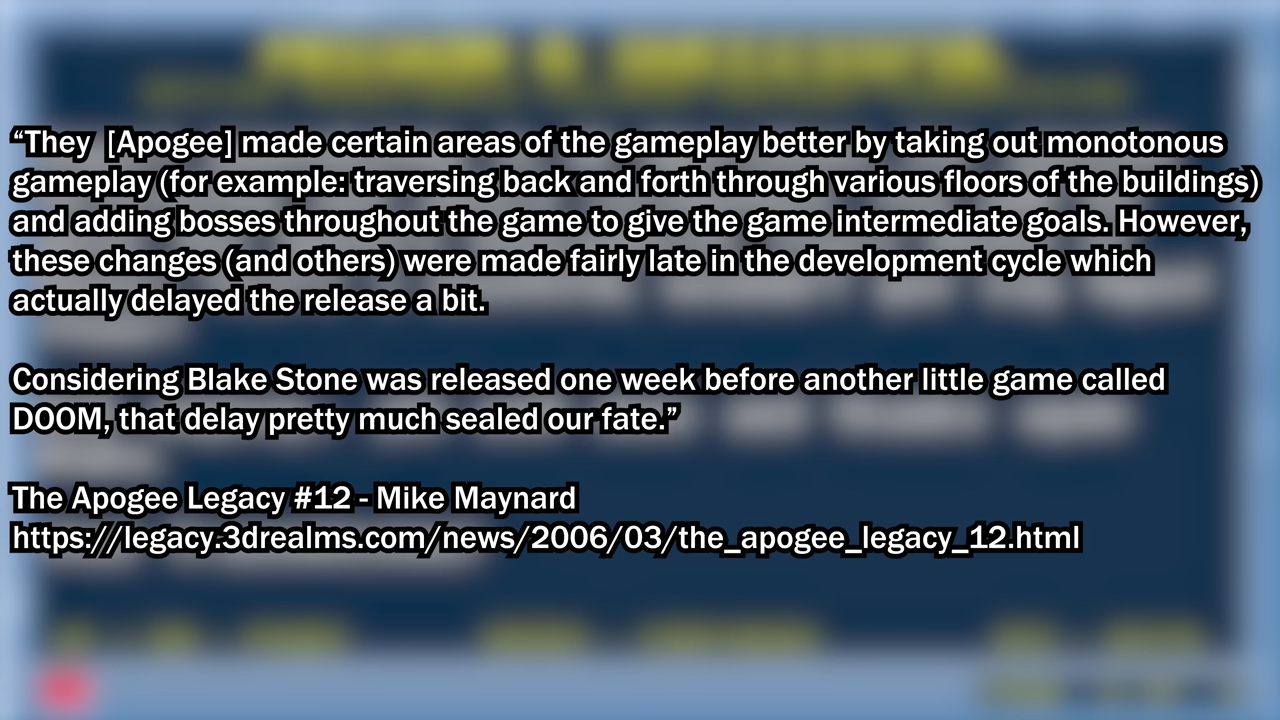 “They  [Apogee] made certain areas of the gameplay better by taking out monotonous
gameplay (for example: traversing back and forth through various floors of the buildings)
and adding bosses throughout the game to give the game intermediate goals. However,
these changes (and others) were made fairly late in the development cycle which
actually delayed the release a bit.
Considering Blake Stone was released one week before another little game called
DOOM, that delay pretty much sealed our fate.”
The Apogee Legacy #12 - Mike Maynard
https://legacy.3drealms.com/news/2006/03/the_apogee_legacy_12.html